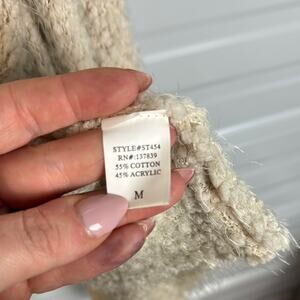 STYLE#ST454
RN#:137839
55% COTTON
45% ACRYLIC
M